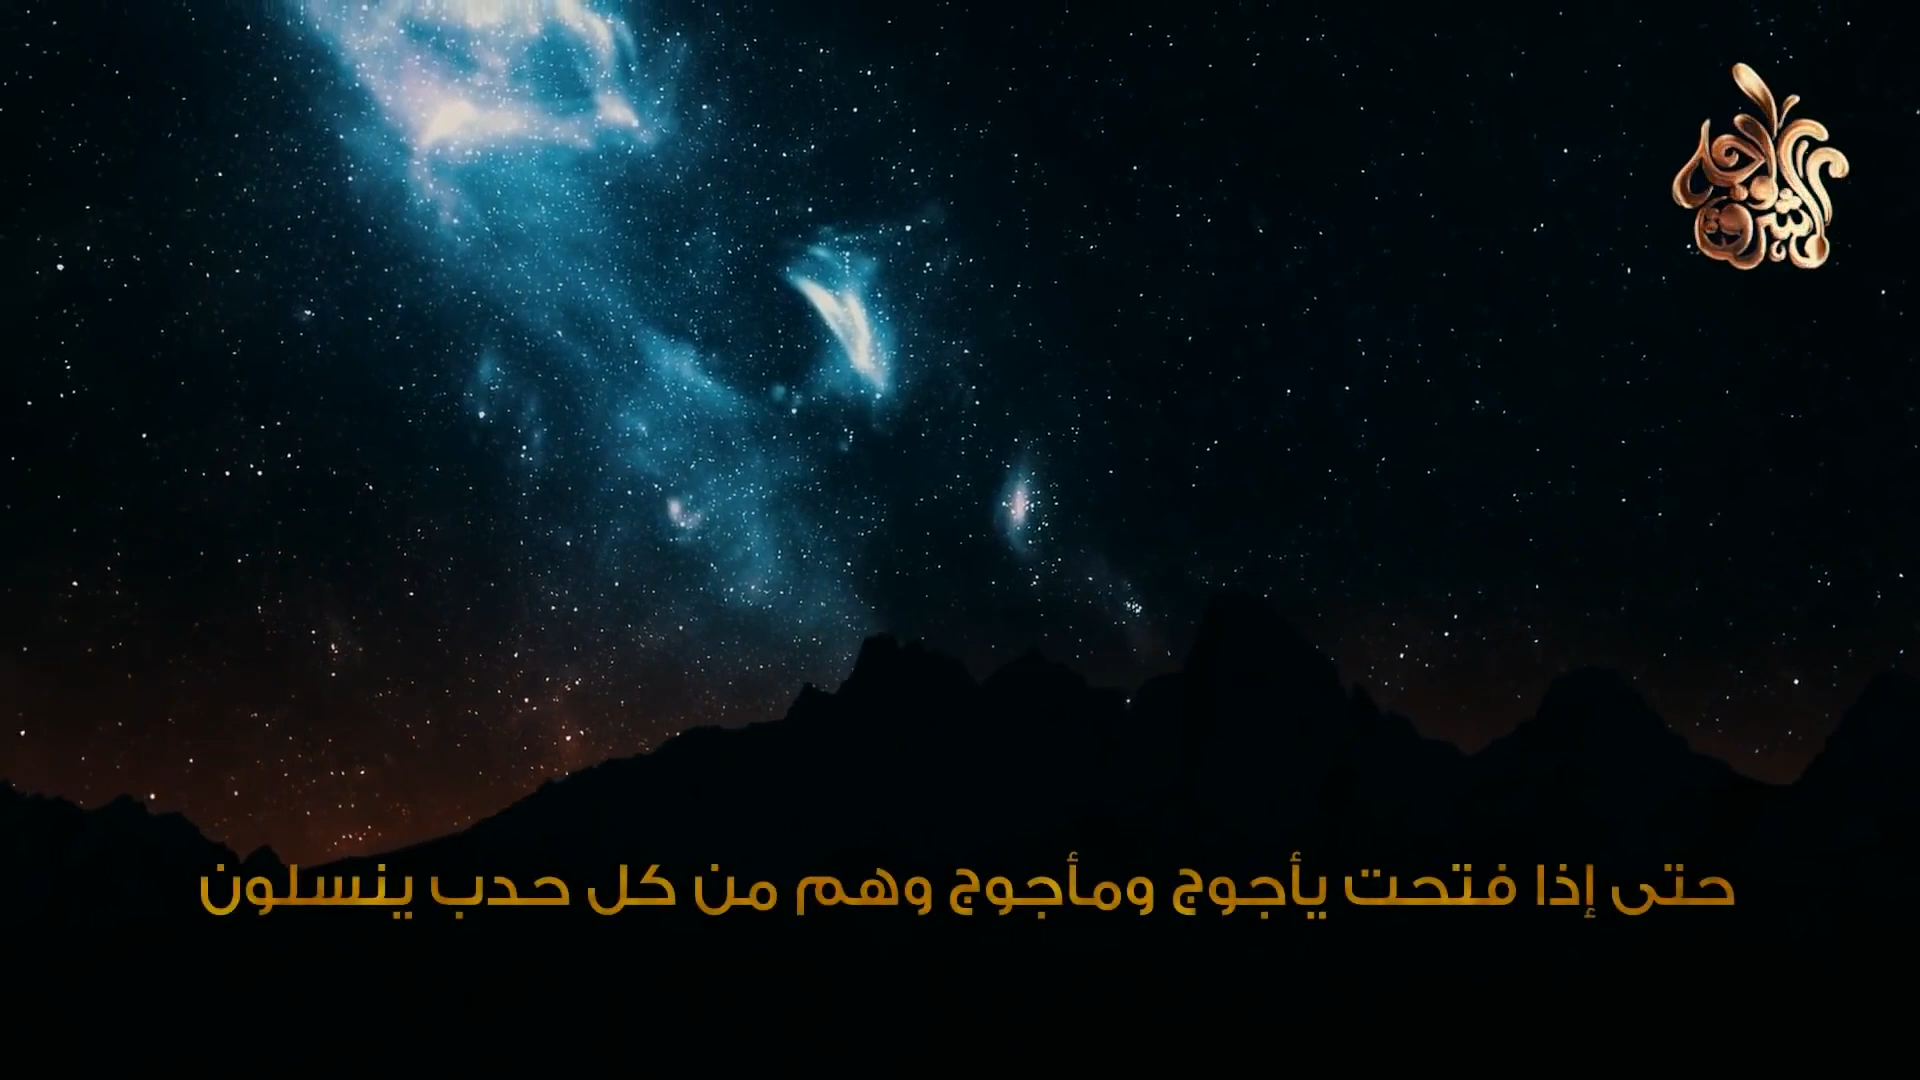 حتى إذا فتحت يأجوج ومأجوج وهم من كل حدب ينسلون